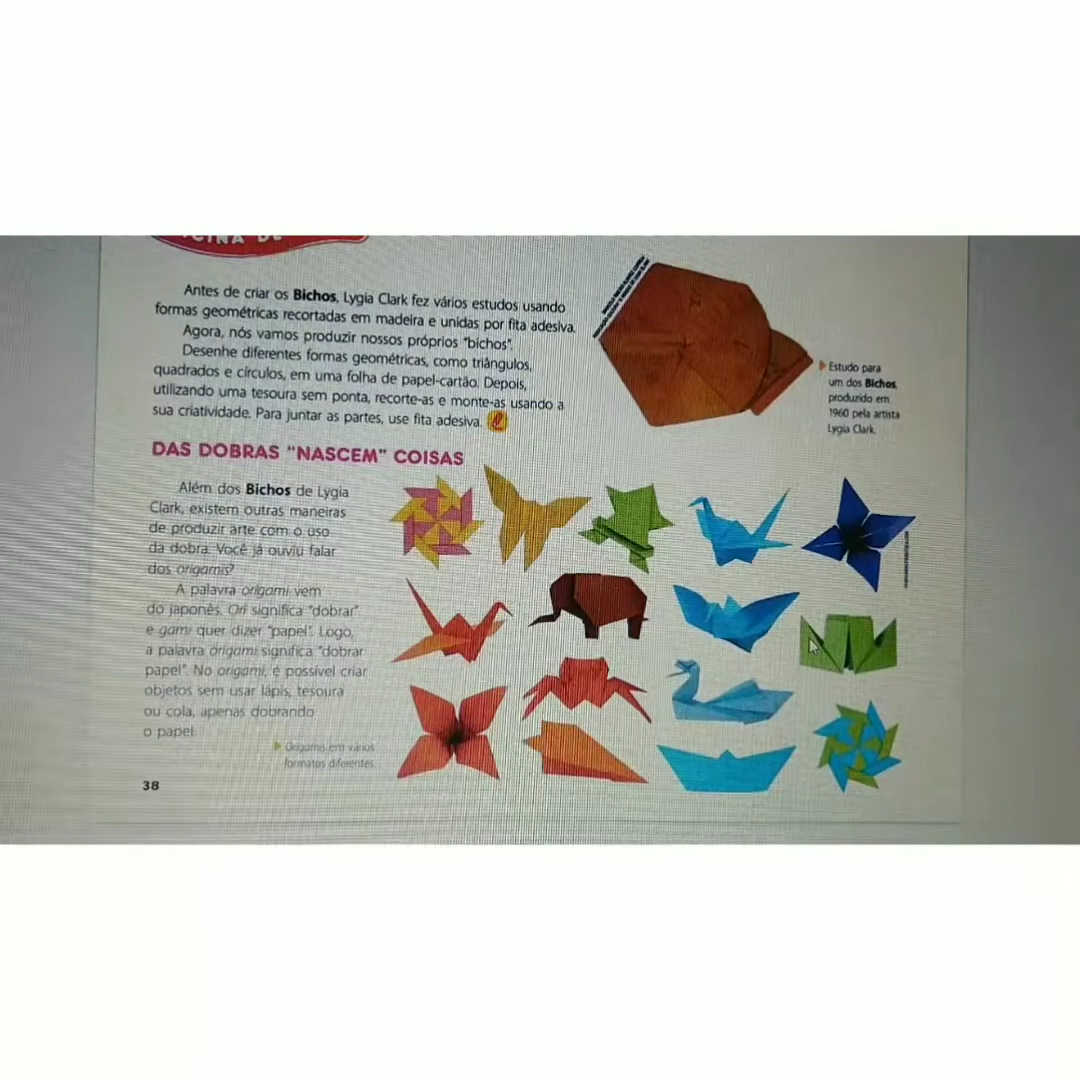 CINA DE
Antes de criar os Bichos, Lygia Clark fez vários estudos usando
formas geométricas recortadas em madeira e unidas por fita adesiva.
Agora, nós vamos produzir nossos próprios "bichos".
Desenhe diferentes formas geométricas, como triângulos,
quadrados e círculos, em uma folha de papel-cartão. Depois,
utilizando uma tesoura sem ponta, recorte-as e monte-as usando a
sua criatividade. Para juntar as partes, use fita adesiva.
Estudo para
um dos Bichos,
produzido em
1960 pela artista
Lygia Clark.
DAS DOBRAS "NASCEM" COISAS
Além dos Bichos de Lygia
Clark, existem outras maneiras
de produzir arte com o uso
da dobra. Você já ouviu falar
dos origamis?
A palavra origami vem
do japonês. Ori significa "dobrar"
e gami quer dizer "papel". Logo,
a palavra origami significa "dobrar
papel". No origami, é possível criar
objetos sem usar lápis, tesoura
ou cola, apenas dobrando
o papel.
Origamis em vários
formatos diferentes.
38